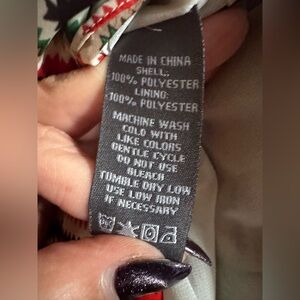 MADE IN CHINA
SHELL:
100% POLYESTER
LINING:
100% POLYESTER
MACHINE WASH
COLD WITH
LIKE COLORS
GENTLE CYCLE
DO NOT USE
BLEACH
TUMBLE DRY LOW
USE LOW IRON
IF NECESSARY